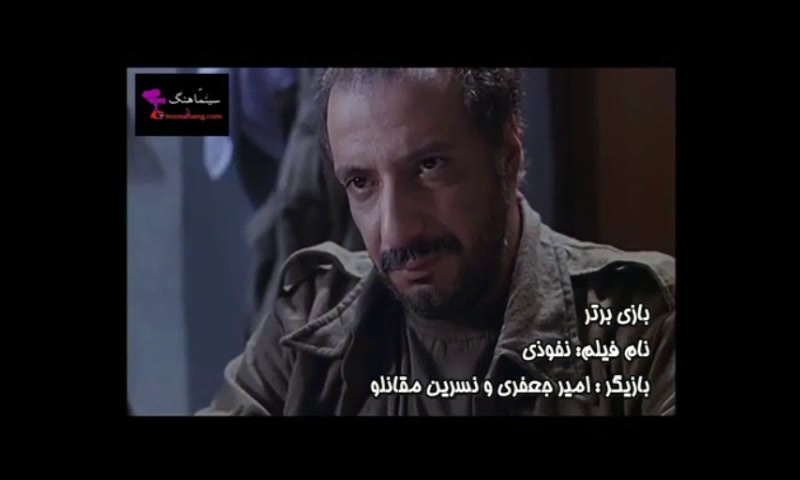 سینماهنگ
Cinemahang.com
بازی برتر
نام فیلم: نفوذی
بازیگر : امیر جعفری و نسرین مقانلو